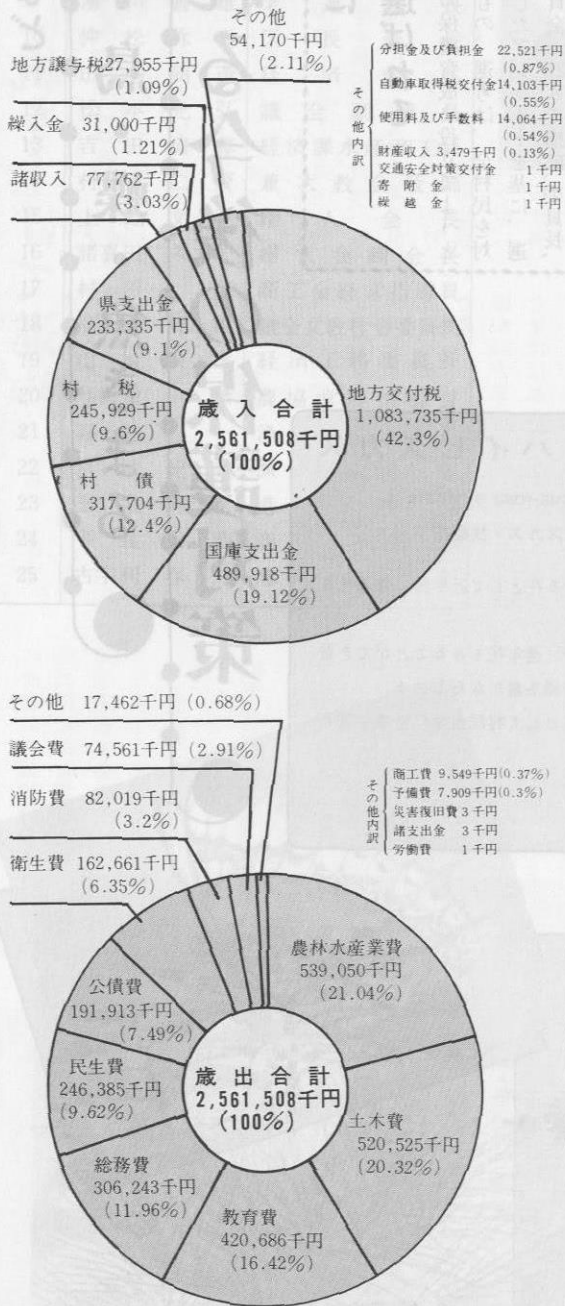 その他
54,170千円
(2.11%)
地方譲与税27,955千円
(1.09%)
繰入金 31,000千円
(1.21%)
諸収入 77,762千円
(3.03%)
県支出金
233,335千円
(9.1%)
村 税
245,929千円
(9.6%)
村 債
317,704千円
(12.4%)
国庫支出金
489,918千円
(19.12%)
地方交付税
1,083,735千円
(42.3%)
歳入合計
2,561,508千円
(100%)
その他内訳
分担金及び負担金 22,521千円
(0.87%)
自動車取得税交付金14,103千円
(0.55%)
使用料及び手数料 14,064千円
(0.54%)
財産収入 3,479千円(0.13%)
交通安全対策交付金 1千円
寄附金 1千円
繰越金 1千円
その他 17,462千円(0.68%)
議会費 74,561千円(2.91%)
消防費 82,019千円
(3.2%)
衛生費 162,661千円
(6.35%)
公債費
191,913千円
(7.49%)
民生費
246,385千円
(9.62%)
総務費
306,243千円
(11.96%)
教育費
420,686千円
(16.42%)
土木費
520,525千円
(20.32%)
農林水産業費
539,050千円
(21.04%)
歳出合計
2,561,508千円
(100%)
その他内訳
商工費 9.549千円(0.37%)
予備費 7.909千円(0.3%)
災害復旧費 3千円
諸支出金 3千円
労働費 1千円